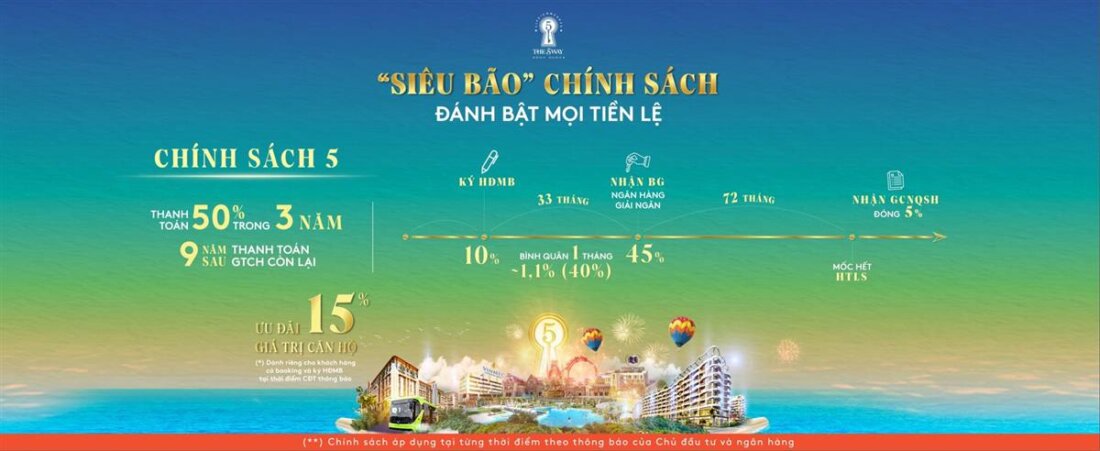 5
THE 5WAY
"SIÊU BÃO" CHÍNH SÁCH
ĐÁNH BẬT MỌI TIỀN LỆ
CHÍNH SÁCH 5
THANH TOÁN 50% TRONG 3 NĂM
9 NĂM SAU THANH TOÁN GTCH CÒN LẠI
ƯU ĐÃI 15%
GIÁ TRỊ CĂN HỘ
(*) Dành riêng cho khách hàng
có booking và ký HĐMB
tại thời điểm CĐT thông báo
KÝ HĐMB
33 THÁNG
NHẬN BG
NGÂN HÀNG
GIẢI NGÂN
72 THÁNG
NHẬN GCNQSH
ĐÓNG 5%
10%
BÌNH QUÂN 1 THÁNG
~1,1% (40%)
45%
MỐC HẾT
HTLS
5
(**) Chính sách áp dụng tại từng thời điểm theo thông báo của Chủ đầu tư và ngân hàng